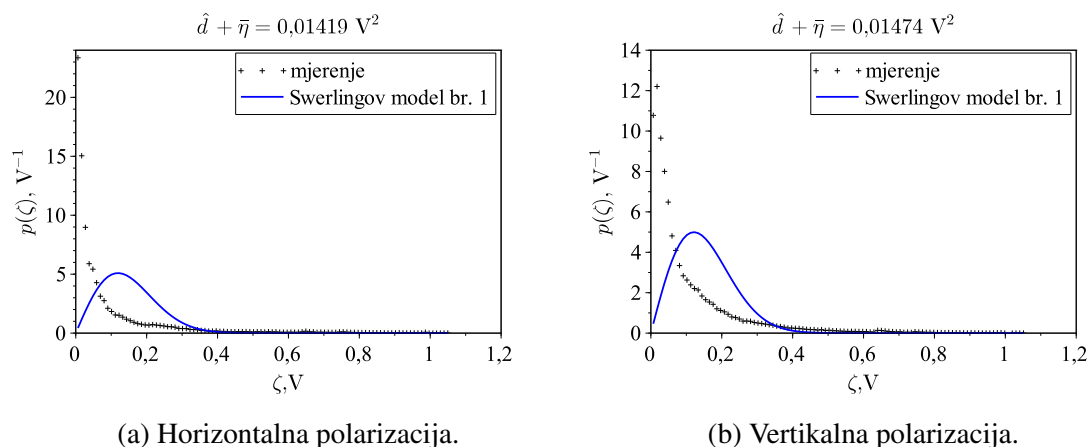 d̂ + η̄ = 0,01419 V²
mjerenje
Swerlingov model br. 1
p(ζ), V⁻¹
20
15
10
5
0
0
0,2
0,4
0,6
0,8
1
1,2
ζ,V
(a) Horizontalna polarizacija.
d̂ + η̄ = 0,01474 V²
mjerenje
Swerlingov model br. 1
p(ζ), V⁻¹
14
12
10
8
6
4
2
0
0
0,2
0,4
0,6
0,8
1
1,2
ζ,V
(b) Vertikalna polarizacija.